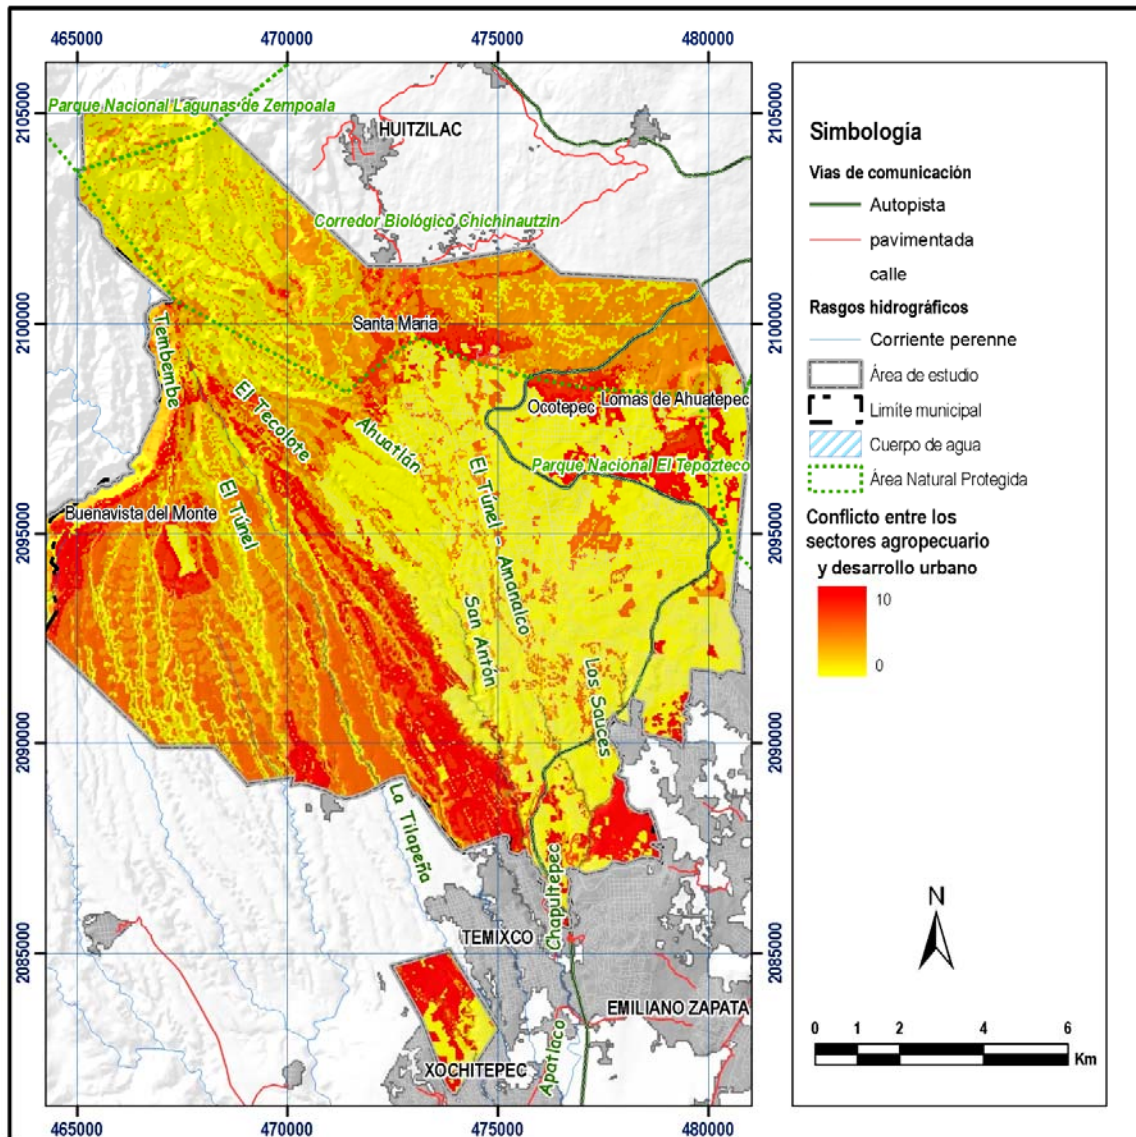 465000
470000
475000
480000
2105000
2105000
Parque Nacional Lagunas de Zempoala
HUITZILAC
Corredor Biológico Chichinautzin
2100000
2100000
Santa Maria
Tiembembe
El Tecolote
Ahuatlán
Ocotepec
Lomas de Ahuatepec
Parque Nacional El Tepozteco
El Túnel
El Túnel - Amanalco
Buenavista del Monte
2095000
2095000
San Antón
Los Sauces
2090000
2090000
La Tilapeña
Chapultepec
TEMIXCO
2085000
2085000
EMILIANO ZAPATA
Apatlaco
XOCHITEPEC
465000
470000
475000
480000
Simbología
Vias de comunicación
Autopista
pavimentada
calle
Rasgos hidrográficos
Corriente perenne
Área de estudio
Limíte municipal
Cuerpo de agua
Área Natural Protegida
Conflicto entre los
sectores agropecuario
y desarrollo urbano
10
0
N
0 1 2 4 6
Km